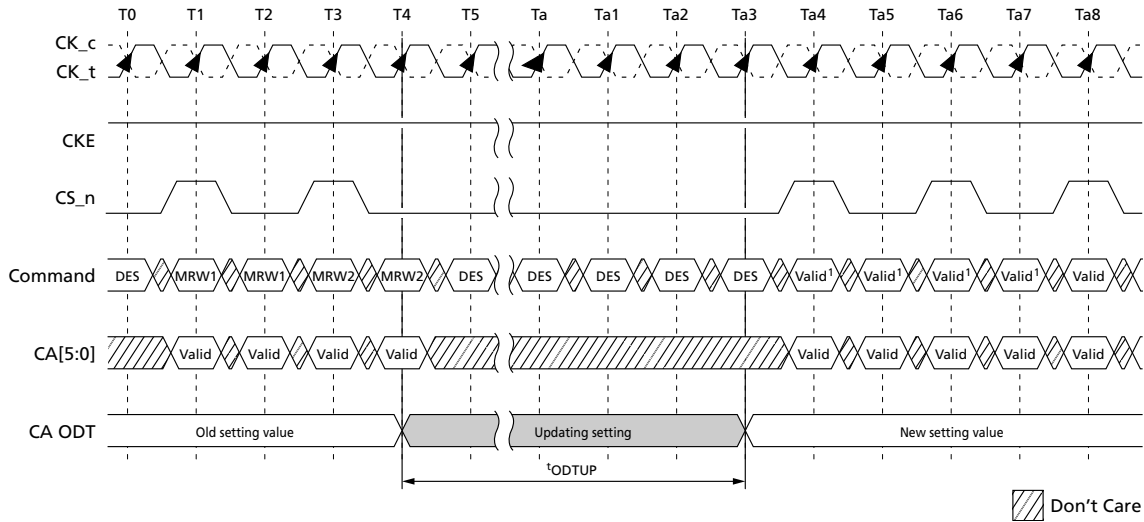 T0 T1 T2 T3 T4 T5 Ta Ta1 Ta2 Ta3 Ta4 Ta5 Ta6 Ta7 Ta8
CK_c
CK_t
CKE
CS_n
Command DES MRW1 MRW1 MRW2 MRW2 DES DES DES DES DES Valid¹ Valid¹ Valid¹ Valid¹ Valid
CA[5:0] Valid Valid Valid Valid Valid Valid Valid Valid Valid
CA ODT Old setting value Updating setting New setting value
ᵗODTUP
Don't Care